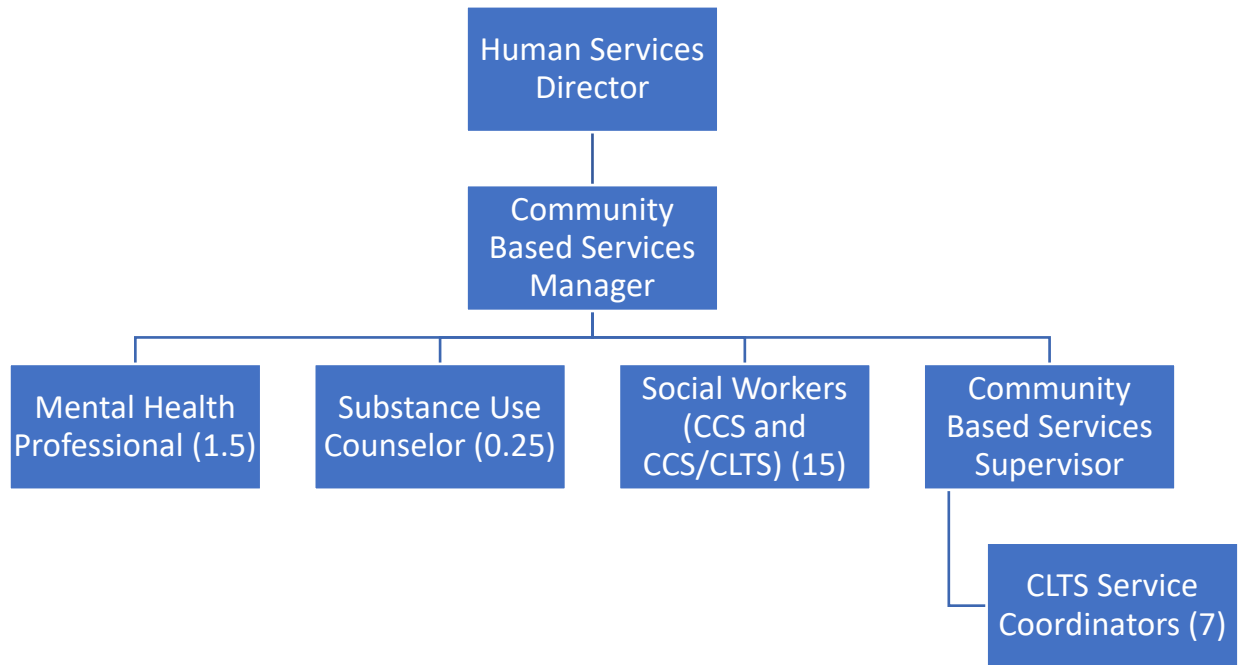 Human Services
Director
Community
Based Services
Manager
Mental Health
Professional (1.5)
Substance Use
Counselor (0.25)
Social Workers
(CCS and
CCS/CLTS) (15)
Community
Based Services
Supervisor
CLTS Service
Coordinators (7)